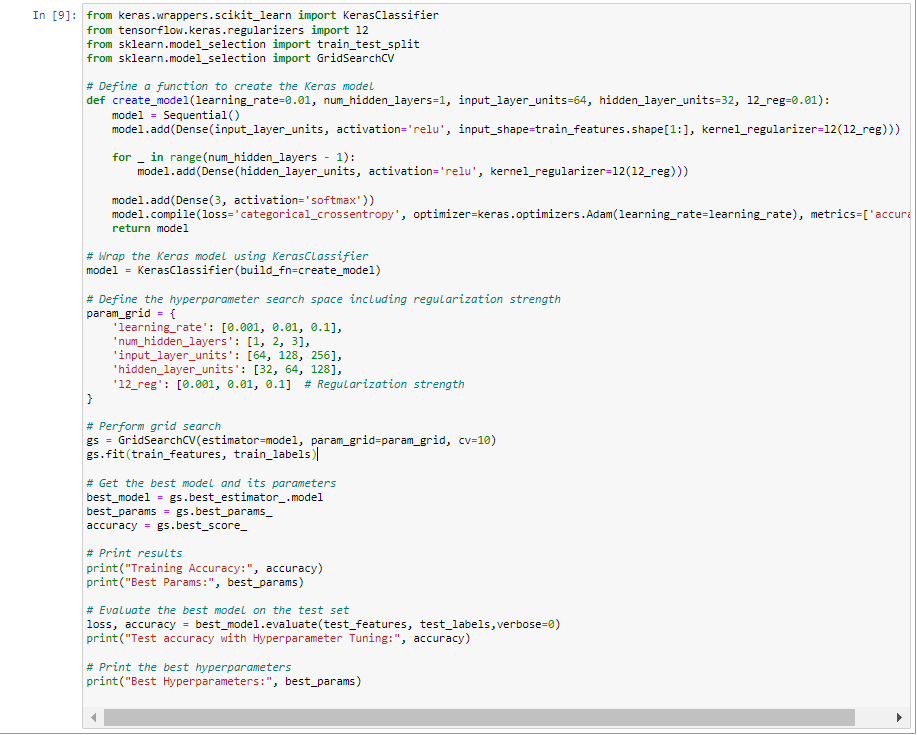 In [9]:
from keras.wrappers.scikit_learn import KerasClassifier
from tensorflow.keras.regularizers import l2
from sklearn.model_selection import train_test_split
from sklearn.model_selection import GridSearchCV

# Define a function to create the Keras model
def create_model(learning_rate=0.01, num_hidden_layers=1, input_layer_units=64, hidden_layer_units=32, l2_reg=0.01):
    model = Sequential()
    model.add(Dense(input_layer_units, activation='relu', input_shape=train_features.shape[1:], kernel_regularizer=l2(l2_reg)))

    for _ in range(num_hidden_layers - 1):
        model.add(Dense(hidden_layer_units, activation='relu', kernel_regularizer=l2(l2_reg)))

    model.add(Dense(3, activation='softmax'))
    model.compile(loss='categorical_crossentropy', optimizer=keras.optimizers.Adam(learning_rate=learning_rate), metrics=['accura
    return model

# Wrap the Keras model using KerasClassifier
model = KerasClassifier(build_fn=create_model)

# Define the hyperparameter search space including regularization strength
param_grid = {
    'learning_rate': [0.001, 0.01, 0.1],
    'num_hidden_layers': [1, 2, 3],
    'input_layer_units': [64, 128, 256],
    'hidden_layer_units': [32, 64, 128],
    'l2_reg': [0.001, 0.01, 0.1]  # Regularization strength
}

# Perform grid search
gs = GridSearchCV(estimator=model, param_grid=param_grid, cv=10)
gs.fit(train_features, train_labels)

# Get the best model and its parameters
best_model = gs.best_estimator_.model
best_params = gs.best_params_
accuracy = gs.best_score_

# Print results
print("Training Accuracy:", accuracy)
print("Best Params:", best_params)

# Evaluate the best model on the test set
loss, accuracy = best_model.evaluate(test_features, test_labels,verbose=0)
print("Test accuracy with Hyperparameter Tuning:", accuracy)

# Print the best hyperparameters
print("Best Hyperparameters:", best_params)